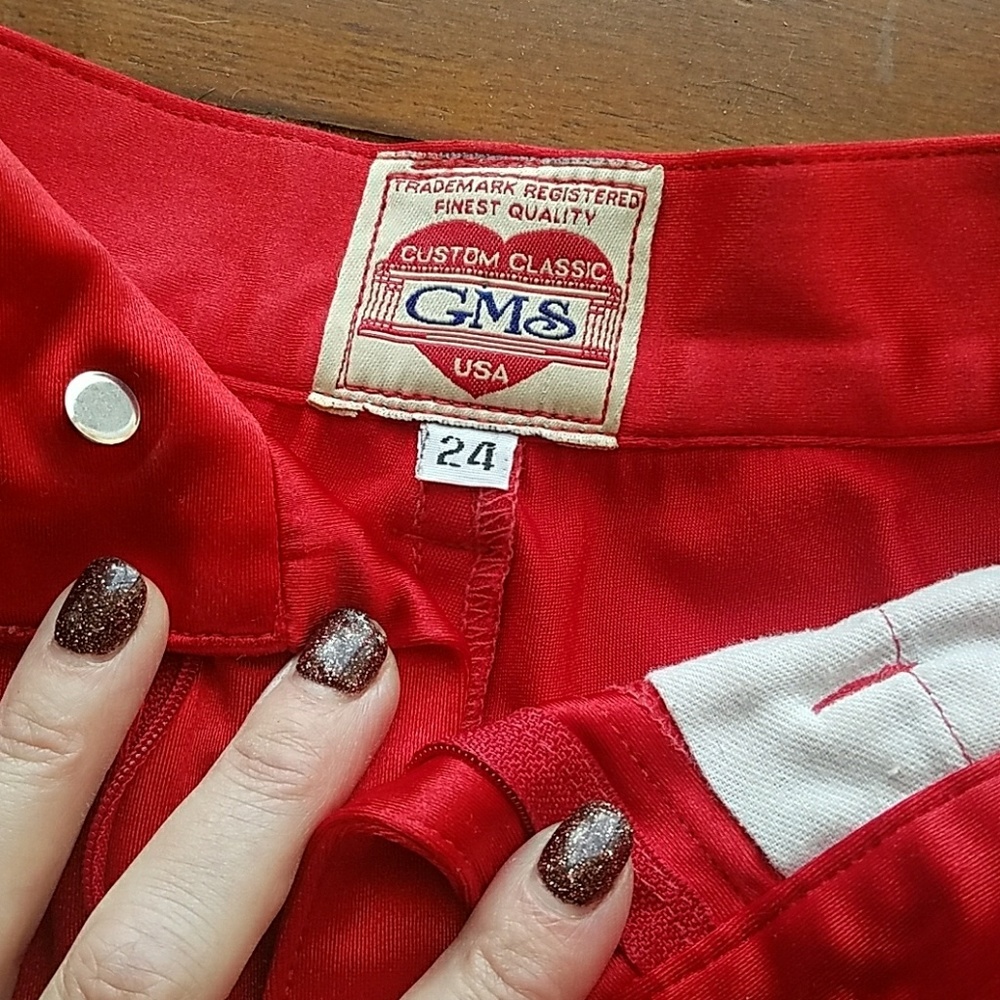 TRADEMARK REGISTERED
FINEST QUALITY
CUSTOM CLASSIC
GMS
USA
24